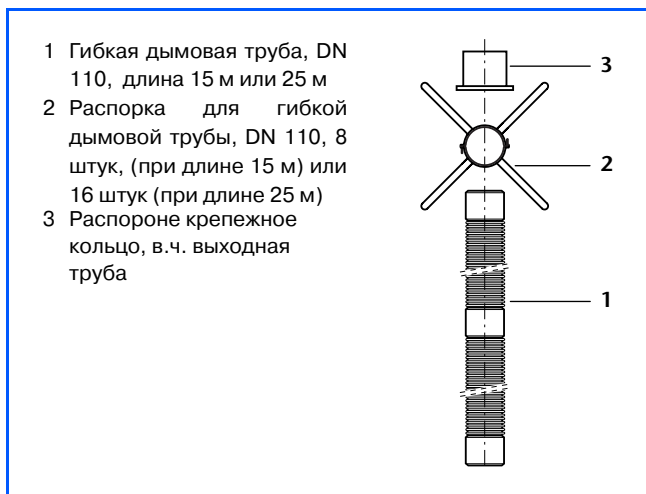 1 Гибкая дымовая труба, DN
110, длина 15 м или 25 м
2 Распорка для гибкой
дымовой трубы, DN 110, 8
штук, (при длине 15 м) или
16 штук (при длине 25 м)
3 Распороне крепежное
кольцо, в.ч. выходная
труба
3
2
1